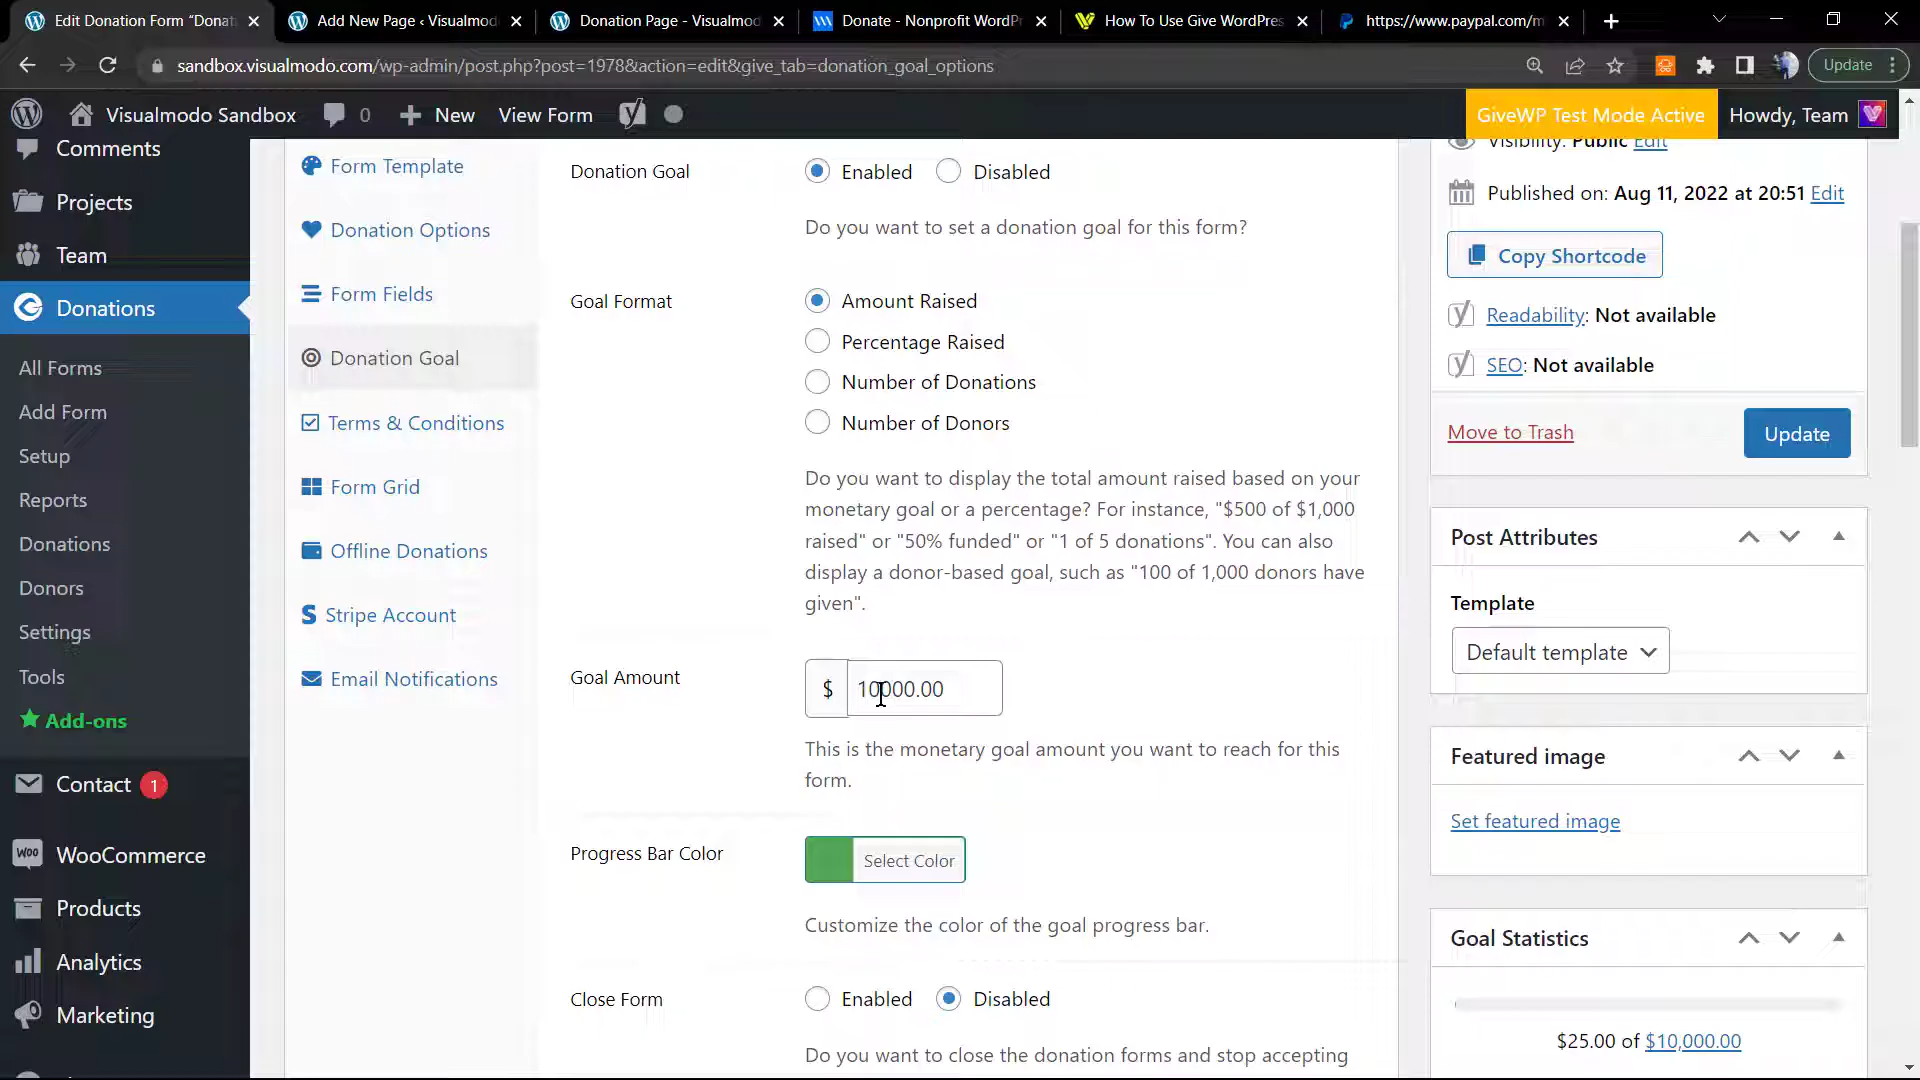 Edit Donation Form "Donat
Add New Page ‹ Visualmod
Donation Page - Visualmod
Donate - Nonprofit WordPr
How To Use Give WordPres
https://www.paypal.com/m
sandbox.visualmodo.com/wp-admin/post.php?post=1978&action=edit&give_tab=donation_goal_options
Update
Visualmodo Sandbox
0
New
View Form
GiveWP Test Mode Active
Howdy, Team
Comments
Projects
Team
Donations
All Forms
Add Form
Setup
Reports
Donations
Donors
Settings
Tools
Add-ons
Contact 1
WooCommerce
Products
Analytics
Marketing
Form Template
Donation Options
Form Fields
Donation Goal
Terms & Conditions
Form Grid
Offline Donations
Stripe Account
Email Notifications
Donation Goal
Enabled Disabled
Do you want to set a donation goal for this form?
Goal Format
Amount Raised
Percentage Raised
Number of Donations
Number of Donors
Do you want to display the total amount raised based on your
monetary goal or a percentage? For instance, "$500 of $1,000
raised" or "50% funded" or "1 of 5 donations". You can also
display a donor-based goal, such as "100 of 1,000 donors have
given".
Goal Amount
$ 10000.00
This is the monetary goal amount you want to reach for this
form.
Progress Bar Color
Select Color
Customize the color of the goal progress bar.
Close Form
Enabled Disabled
Do you want to close the donation forms and stop accepting
Visibility: Public Edit
Published on: Aug 11, 2022 at 20:51 Edit
Copy Shortcode
Readability: Not available
SEO: Not available
Move to Trash
Update
Post Attributes
Template
Default template
Featured image
Set featured image
Goal Statistics
$25.00 of $10,000.00